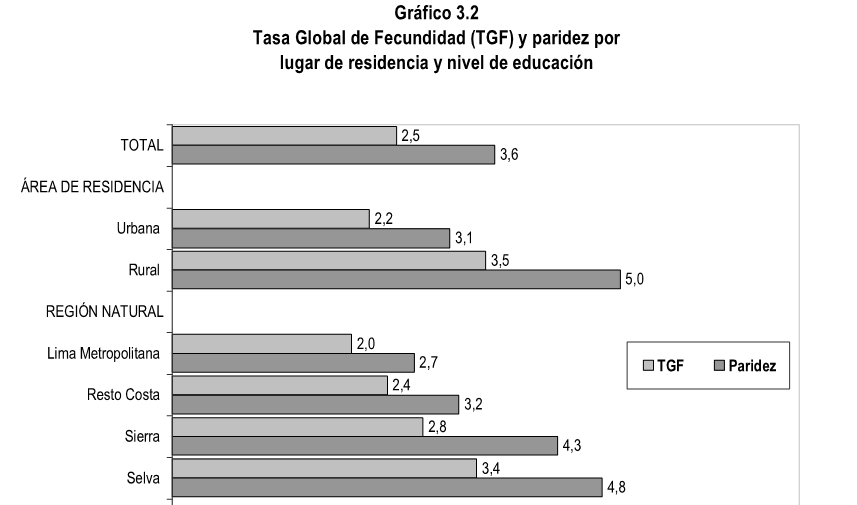 Gráfico 3.2
Tasa Global de Fecundidad (TGF) y paridez por
lugar de residencia y nivel de educación
TOTAL
2,5
3,6
ÁREA DE RESIDENCIA
Urbana
2,2
3,1
Rural
3,5
5,0
REGIÓN NATURAL
Lima Metropolitana
2,0
2,7
TGF Paridez
Resto Costa
2,4
3,2
Sierra
2,8
4,3
Selva
3,4
4,8